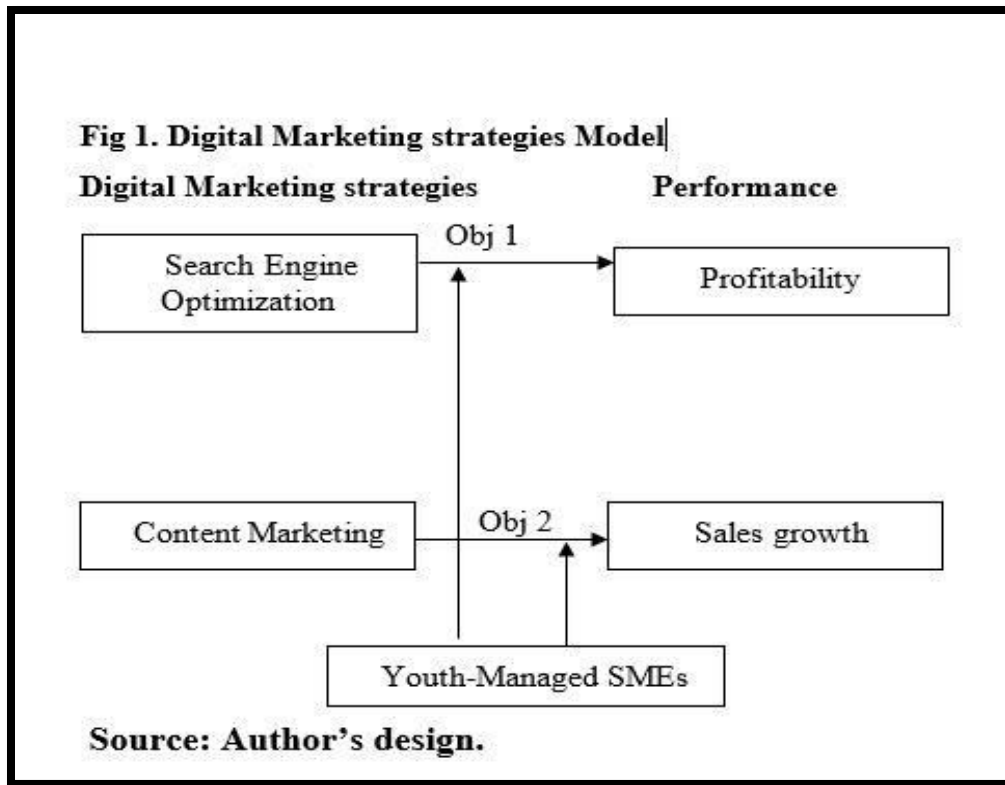 Fig 1. Digital Marketing strategies Model
Digital Marketing strategies
Performance
Obj 1
Search Engine
Optimization
Profitability
Obj 2
Content Marketing
Sales growth
Youth-Managed SMEs
Source: Author’s design.